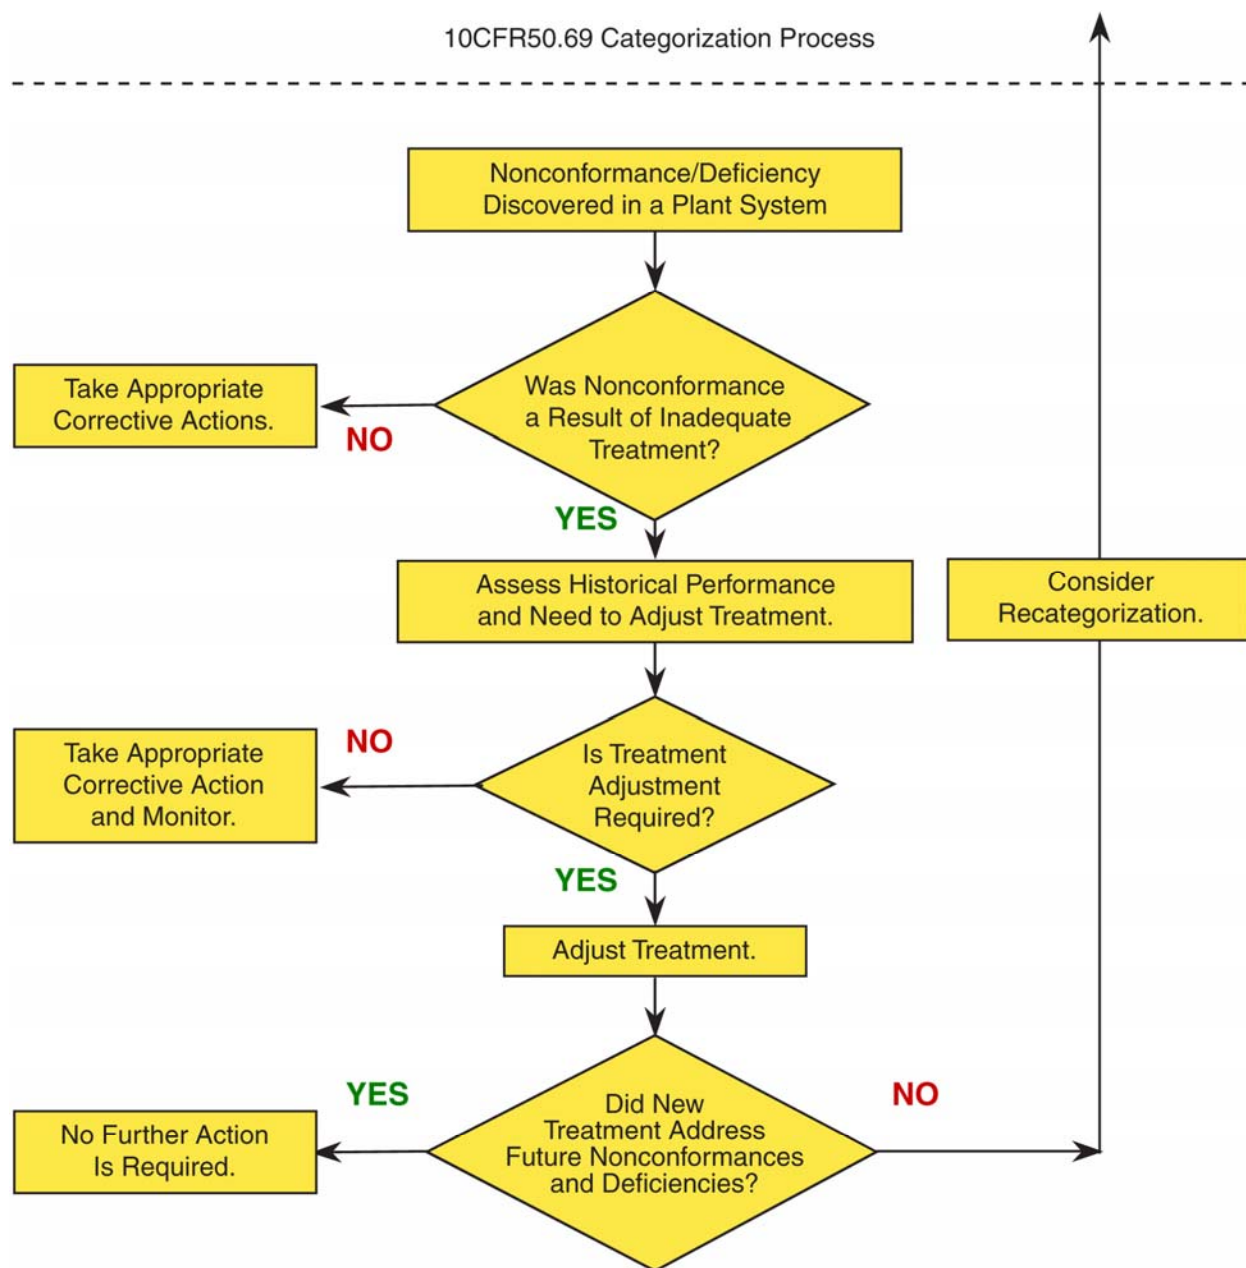 10CFR50.69 Categorization Process
Nonconformance/Deficiency
Discovered in a Plant System
Was Nonconformance
a Result of Inadequate
Treatment?
Take Appropriate
Corrective Actions.
NO
YES
Assess Historical Performance
and Need to Adjust Treatment.
Consider
Recategorization.
Is Treatment
Adjustment
Required?
NO
Take Appropriate
Corrective Action
and Monitor.
YES
Adjust Treatment.
Did New
Treatment Address
Future Nonconformances
and Deficiencies?
YES
NO
No Further Action
Is Required.